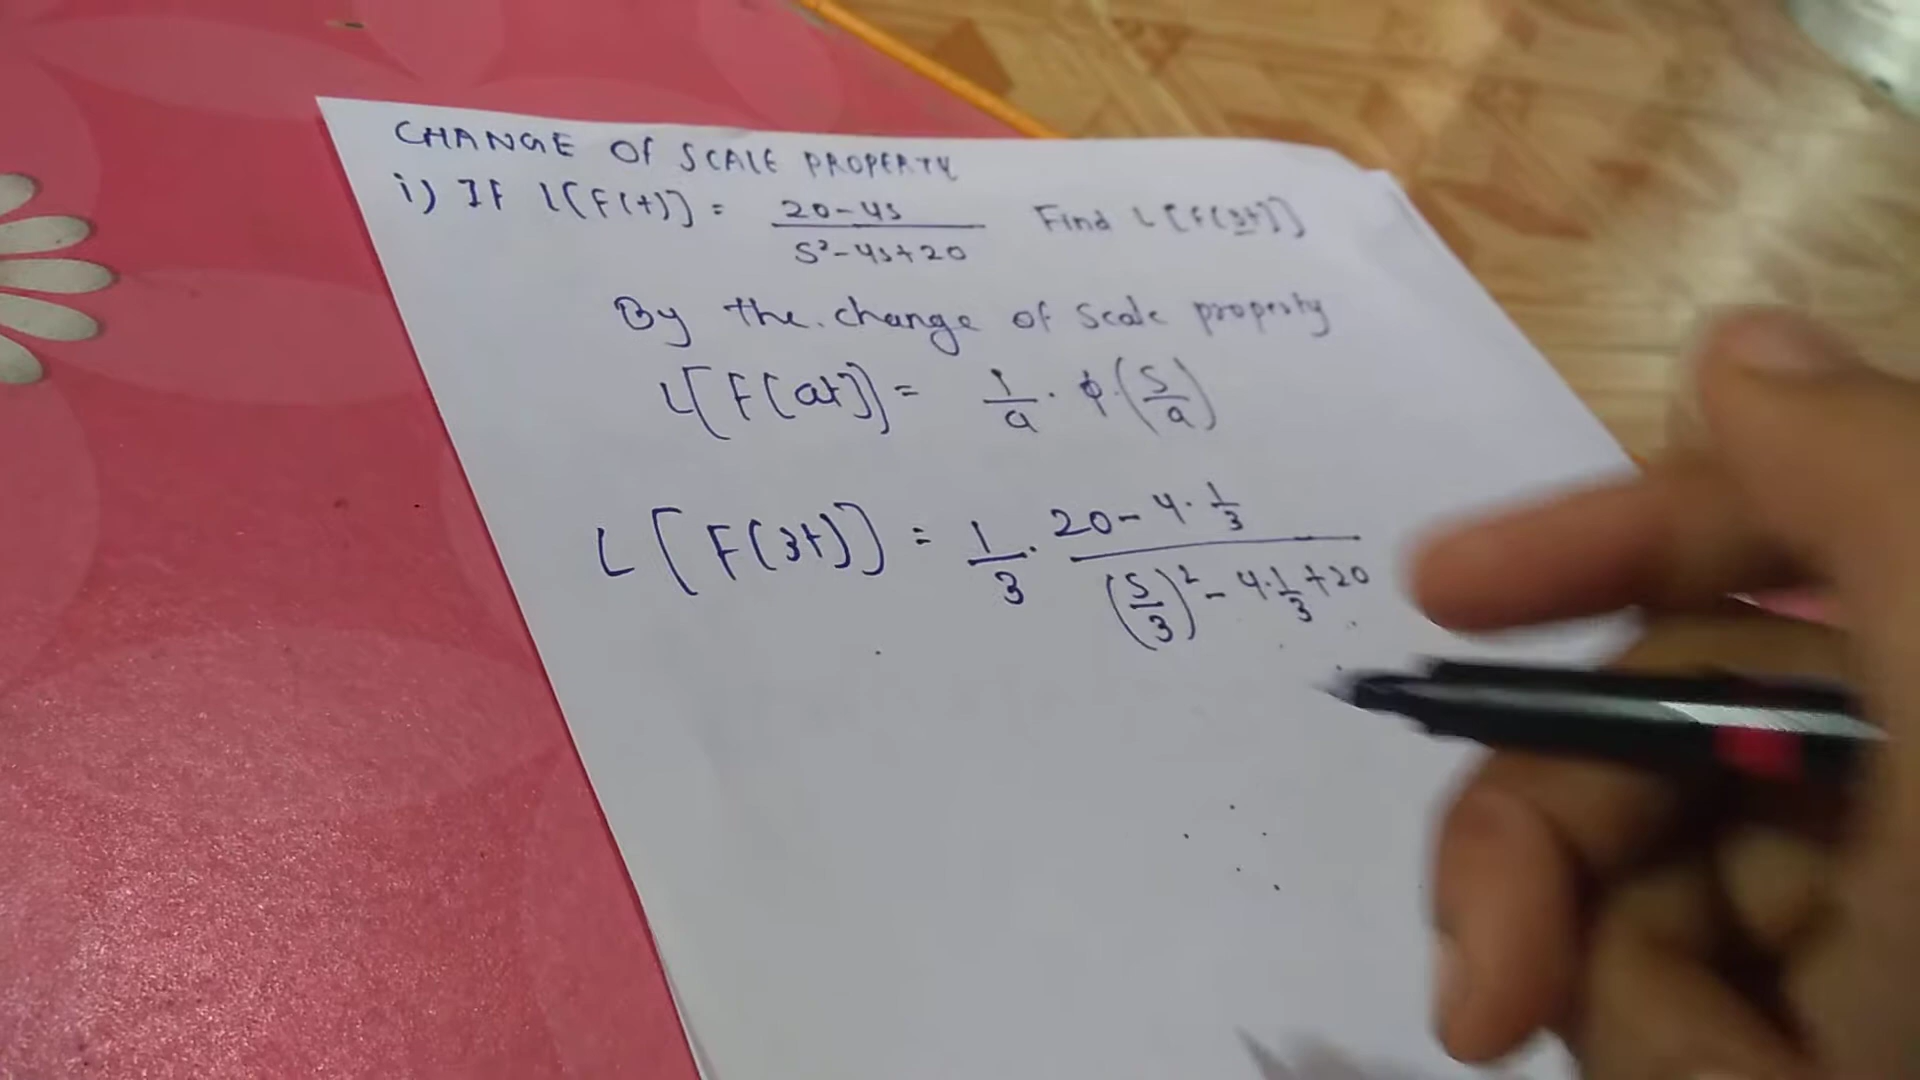 CHANGE OF SCALE PROPERTY
i) If L[F(t)] = (20-4s)/(s²-4s+20) Find L[F(3t)]
By the change of scale property
L[F(at)] = 1/a · φ·(s/a)
L[F(3t)] = 1/3 · (20-4·1/3)/((s/3)²-4·1/3+20)